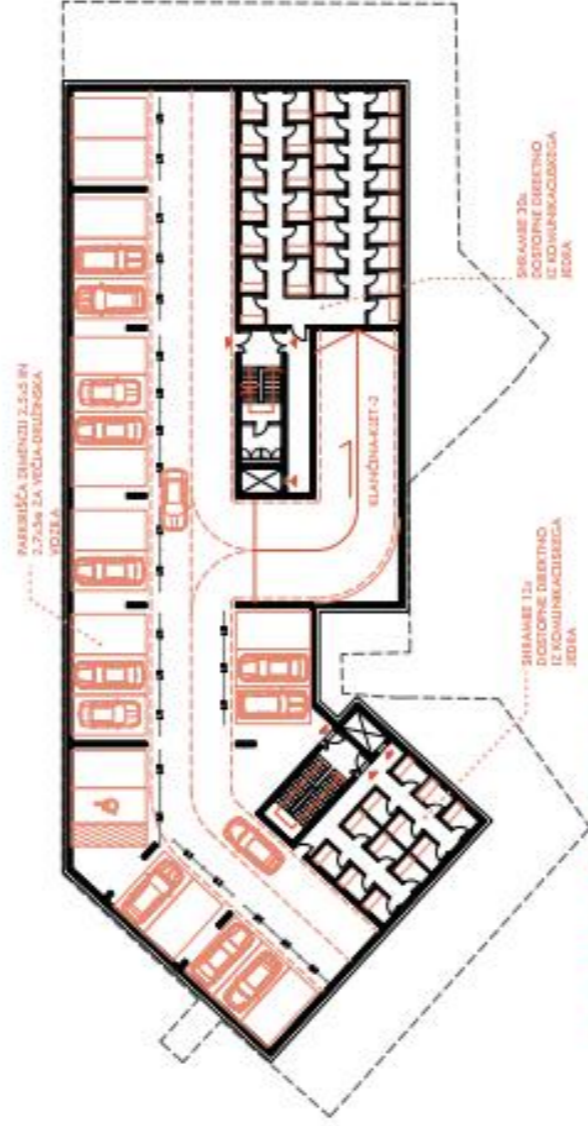 PARKIRIŠČA DIMENZIJ 2.5x5 IN
2.7x5m ZA VEČJA-DRUŽINSKA
VOZILA
KLANČINA-KLET -2
SHRAMBE 30x
DOSTOPNE DIREKTNO
IZ KOMUNIKACIJSKEGA
JEDRA
SHRAMBE 12x
DOSTOPNE DIREKTNO
IZ KOMUNIKACIJSKEGA
JEDRA